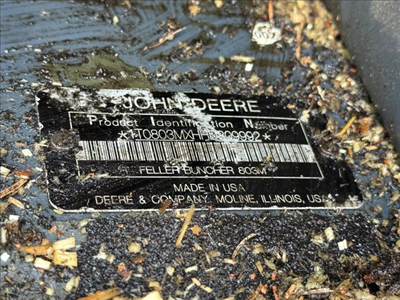 JOHN DEERE
Product Identification Number
FELLER BUNCHER 803M
MADE IN USA
DEERE & COMPANY, MOLINE, ILLINOIS, USA